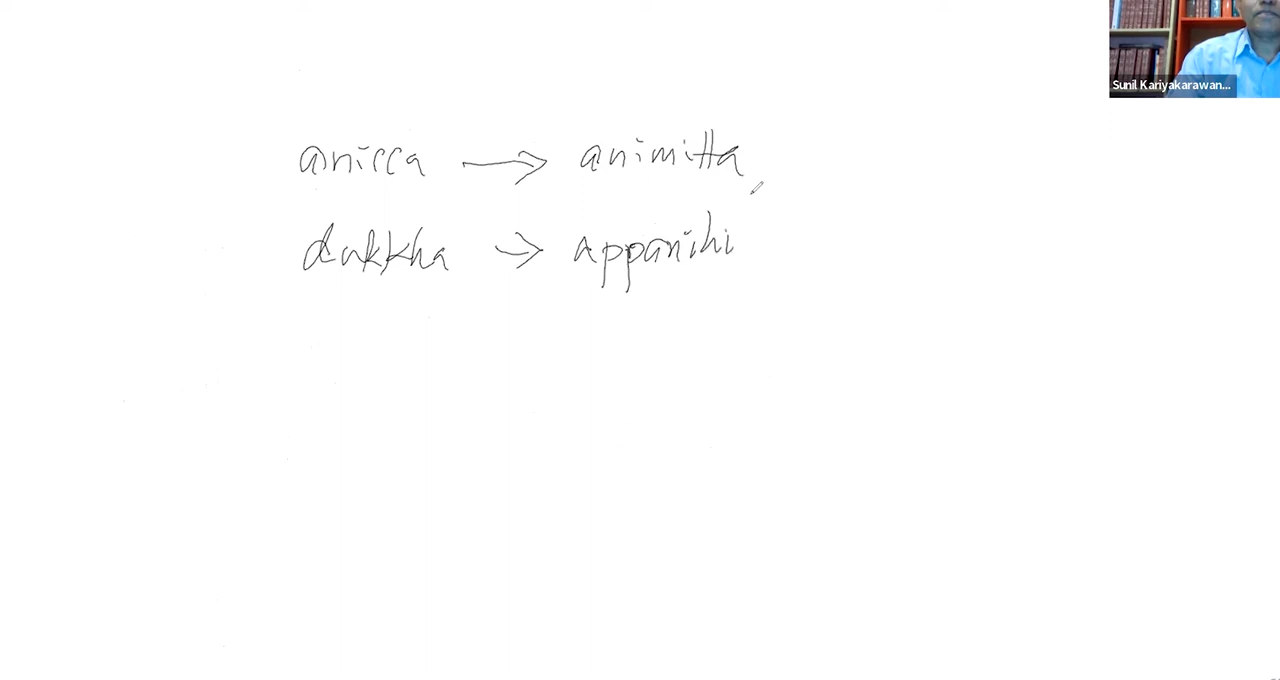 Sunil Kariyakarawan...
anicca → animitta
dukkha → appanihi